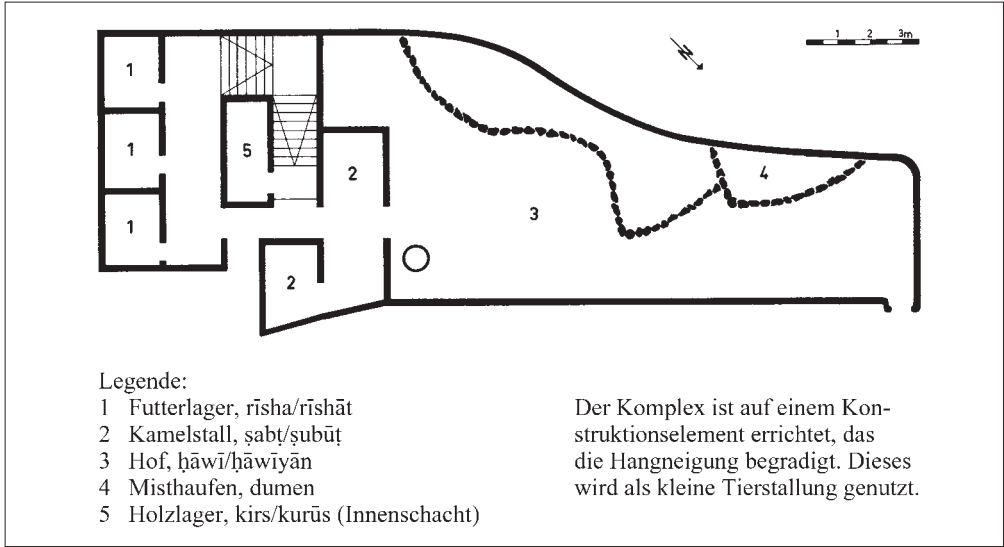 1 2 3m
N
1
1
5
2
4
3
1
2
Legende:
1 Futterlager, rīsha/rīshāt
2 Kamelstall, ṣabṭ/ṣubūṭ
3 Hof, ḥāwī/ḥāwīyān
4 Misthaufen, dumen
5 Holzlager, kirs/kurūs (Innenschacht)
Der Komplex ist auf einem Kon-
struktionselement errichtet, das
die Hangneigung begradigt. Dieses
wird als kleine Tierstallung genutzt.